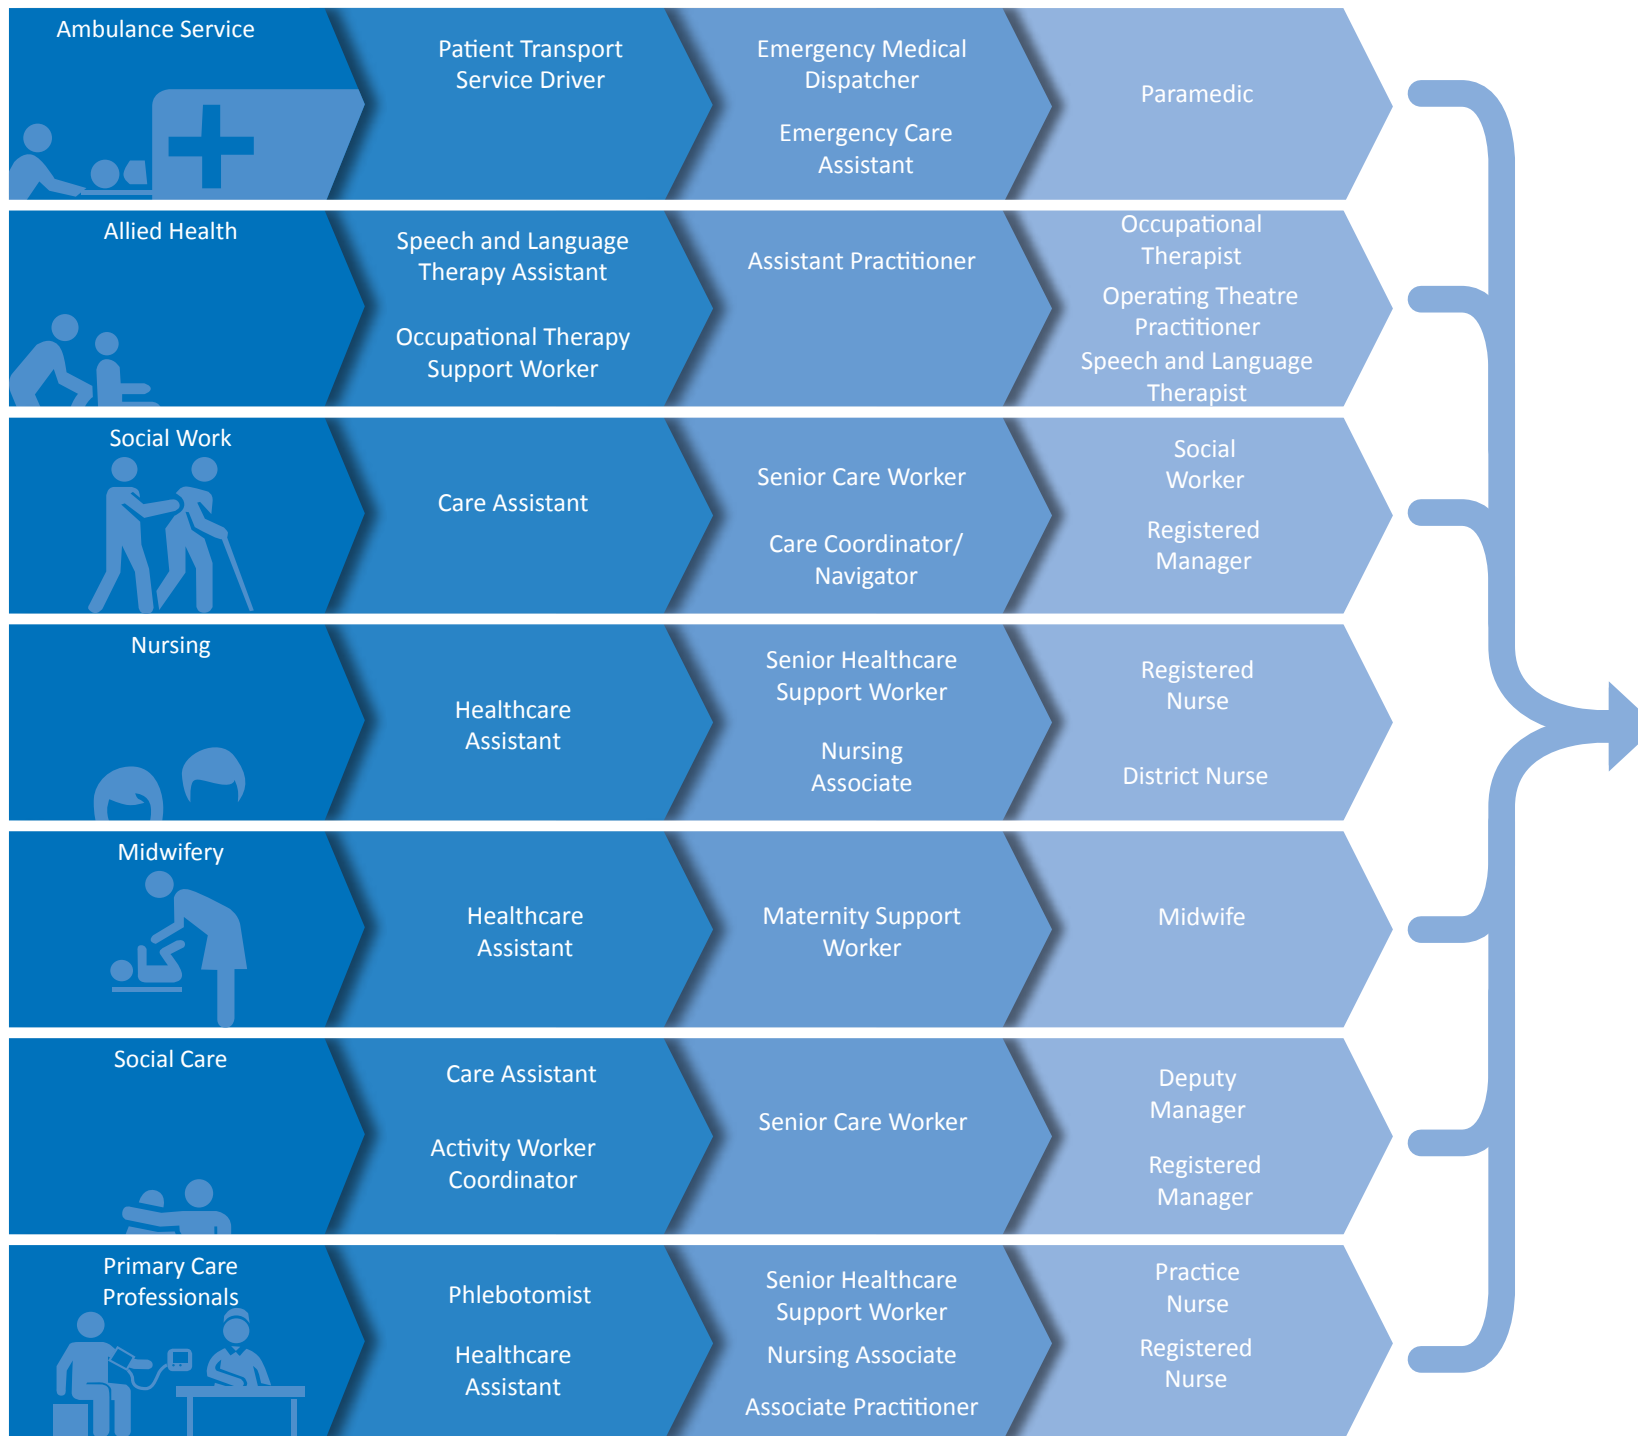 Ambulance Service
Patient Transport
Service Driver
Emergency Medical
Dispatcher
Emergency Care
Assistant
Paramedic
Allied Health
Speech and Language
Therapy Assistant
Occupational Therapy
Support Worker
Assistant Practitioner
Occupational
Therapist
Operating Theatre
Practitioner
Speech and Language
Therapist
Social Work
Care Assistant
Senior Care Worker
Care Coordinator/
Navigator
Social
Worker
Registered
Manager
Nursing
Healthcare
Assistant
Senior Healthcare
Support Worker
Nursing
Associate
Registered
Nurse
District Nurse
Midwifery
Healthcare
Assistant
Maternity Support
Worker
Midwife
Social Care
Care Assistant
Activity Worker
Coordinator
Senior Care Worker
Deputy
Manager
Registered
Manager
Primary Care
Professionals
Phlebotomist
Healthcare
Assistant
Senior Healthcare
Support Worker
Nursing Associate
Associate Practitioner
Practice
Nurse
Registered
Nurse